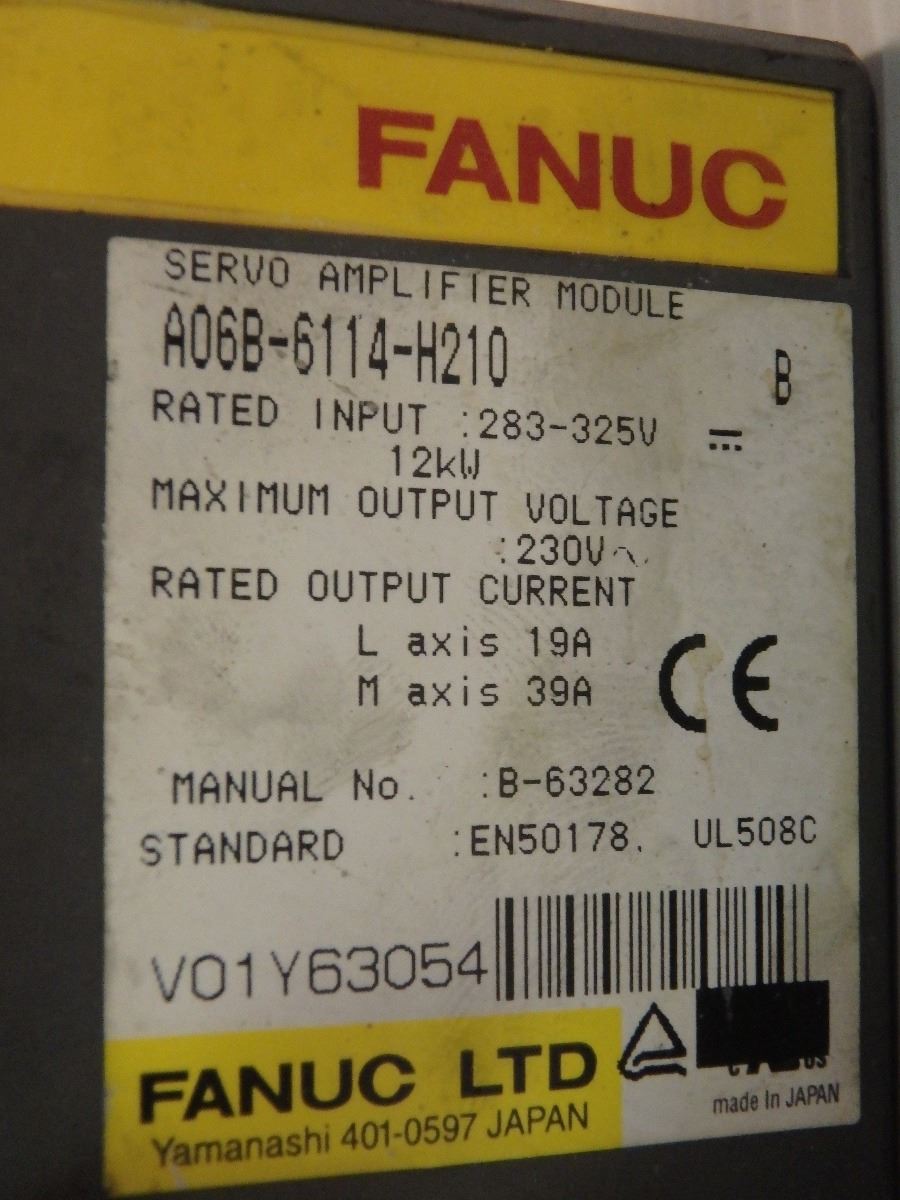 FANUC
SERVO AMPLIFIER MODULE
A06B-6114-H210 B
RATED INPUT :283-325V ⎓
12kW
MAXIMUM OUTPUT VOLTAGE
:230V~
RATED OUTPUT CURRENT
L axis 19A
M axis 39A
CE
MANUAL No. :B-63282
STANDARD :EN50178, UL508C
V01Y63054
FANUC LTD
Yamanashi 401-0597 JAPAN
made in JAPAN